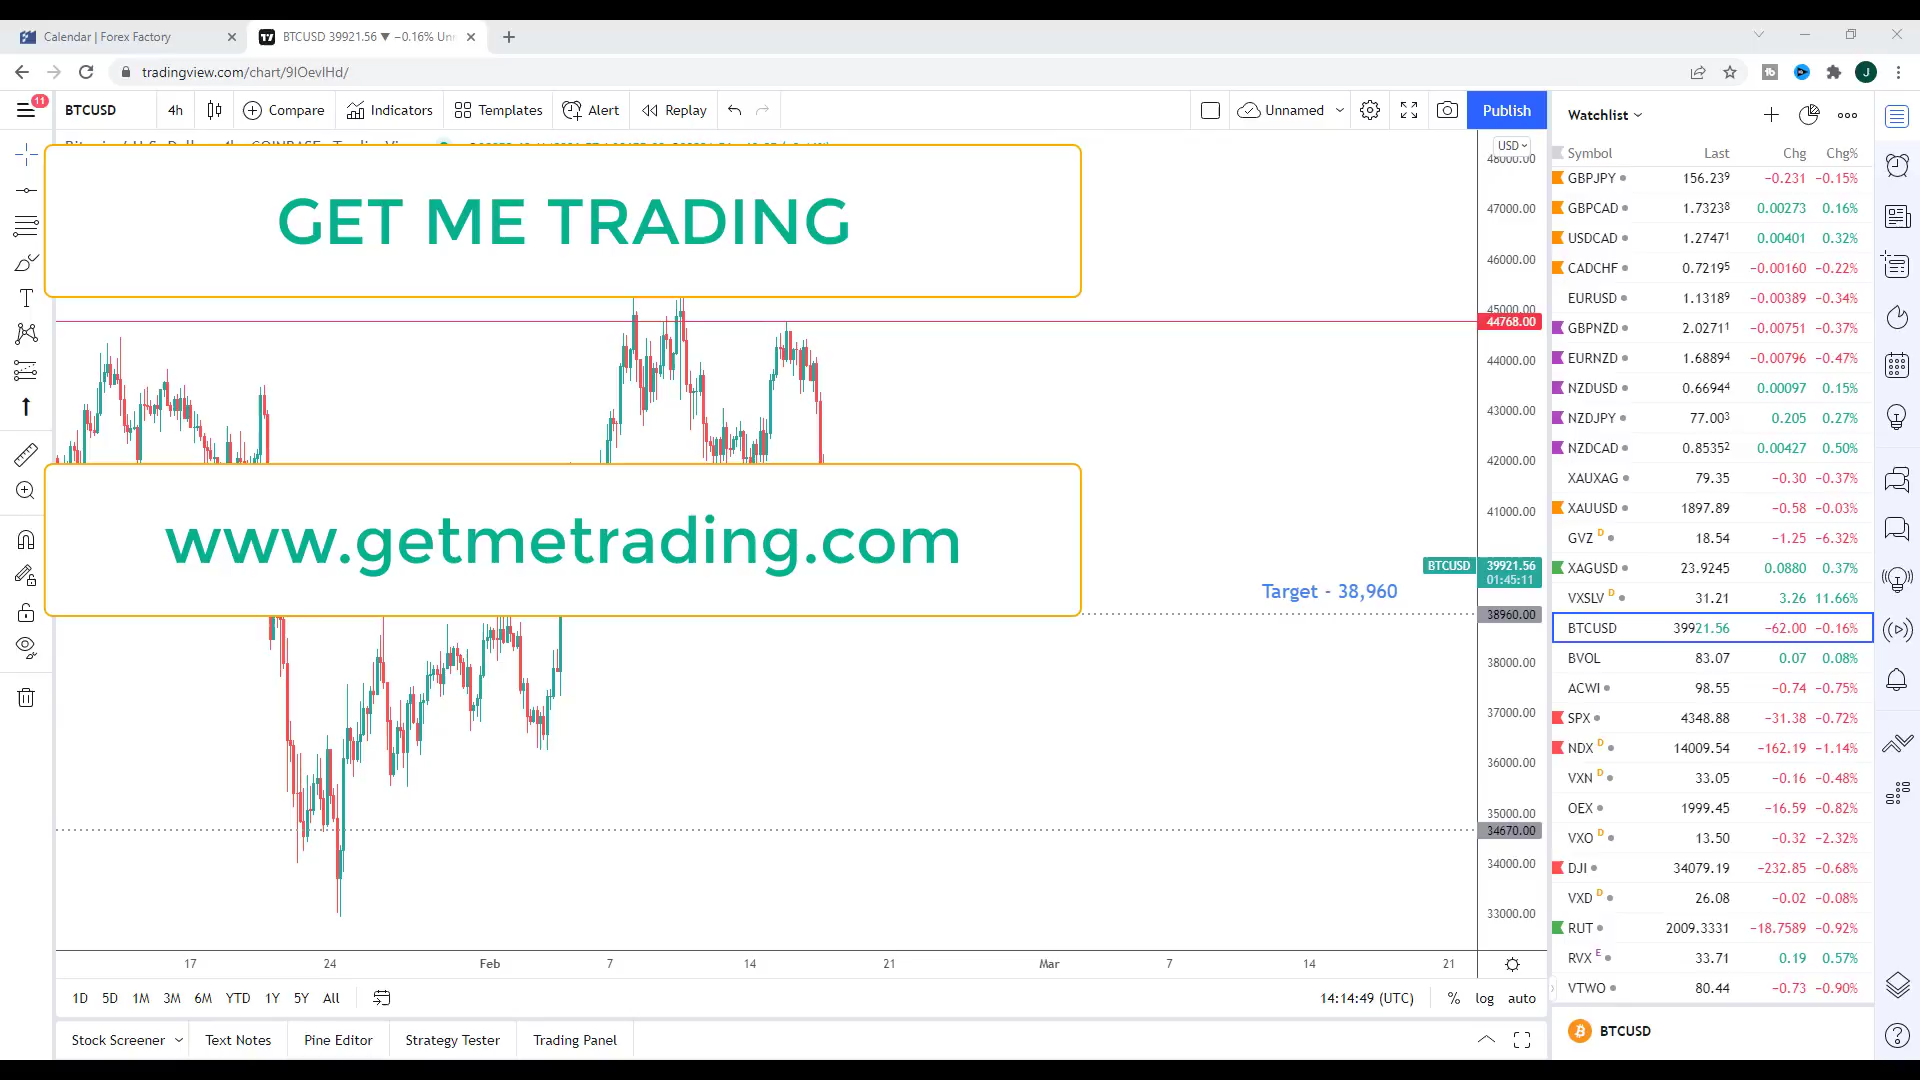 Calendar | Forex Factory
BTCUSD 39921.56 ▼ −0.16% Unn
tradingview.com/chart/9IOevIHd/
J
11
BTCUSD
4h
Compare
Indicators
Templates
Alert
Replay
Unnamed
Publish
GET ME TRADING
www.getmetrading.com
USD
48000.00
47000.00
46000.00
45000.00
44768.00
44000.00
43000.00
42000.00
41000.00
BTCUSD 39921.56
01:45:11
Target - 38,960
38960.00
38000.00
37000.00
36000.00
35000.00
34670.00
34000.00
33000.00
17 24 Feb 7 14 21 Mar 7 14 21
1D 5D 1M 3M 6M YTD 1Y 5Y All
14:14:49 (UTC) % log auto
Stock Screener Text Notes Pine Editor Strategy Tester Trading Panel
Watchlist
Symbol Last Chg Chg%
GBPJPY 156.239 −0.231 −0.15%
GBPCAD 1.73238 0.00273 0.16%
USDCAD 1.27471 0.00401 0.32%
CADCHF 0.72195 −0.00160 −0.22%
EURUSD 1.13189 −0.00389 −0.34%
GBPNZD 2.02711 −0.00751 −0.37%
EURNZD 1.68894 −0.00796 −0.47%
NZDUSD 0.66944 0.00097 0.15%
NZDJPY 77.003 0.205 0.27%
NZDCAD 0.85352 0.00427 0.50%
XAUXAG 79.35 −0.30 −0.37%
XAUUSD 1897.89 −0.58 −0.03%
GVZ D 18.54 −1.25 −6.32%
XAGUSD 23.9245 0.0880 0.37%
VXSLV D 31.21 3.26 11.66%
BTCUSD 39921.56 −62.00 −0.16%
BVOL 83.07 0.07 0.08%
ACWI 98.55 −0.74 −0.75%
SPX 4348.88 −31.38 −0.72%
NDX D 14009.54 −162.19 −1.14%
VXN D 33.05 −0.16 −0.48%
OEX 1999.45 −16.59 −0.82%
VXO D 13.50 −0.32 −2.32%
DJI 34079.19 −232.85 −0.68%
VXD D 26.08 −0.02 −0.08%
RUT 2009.3331 −18.7589 −0.92%
RVX E 33.71 0.19 0.57%
VTWO 80.44 −0.73 −0.90%
BTCUSD